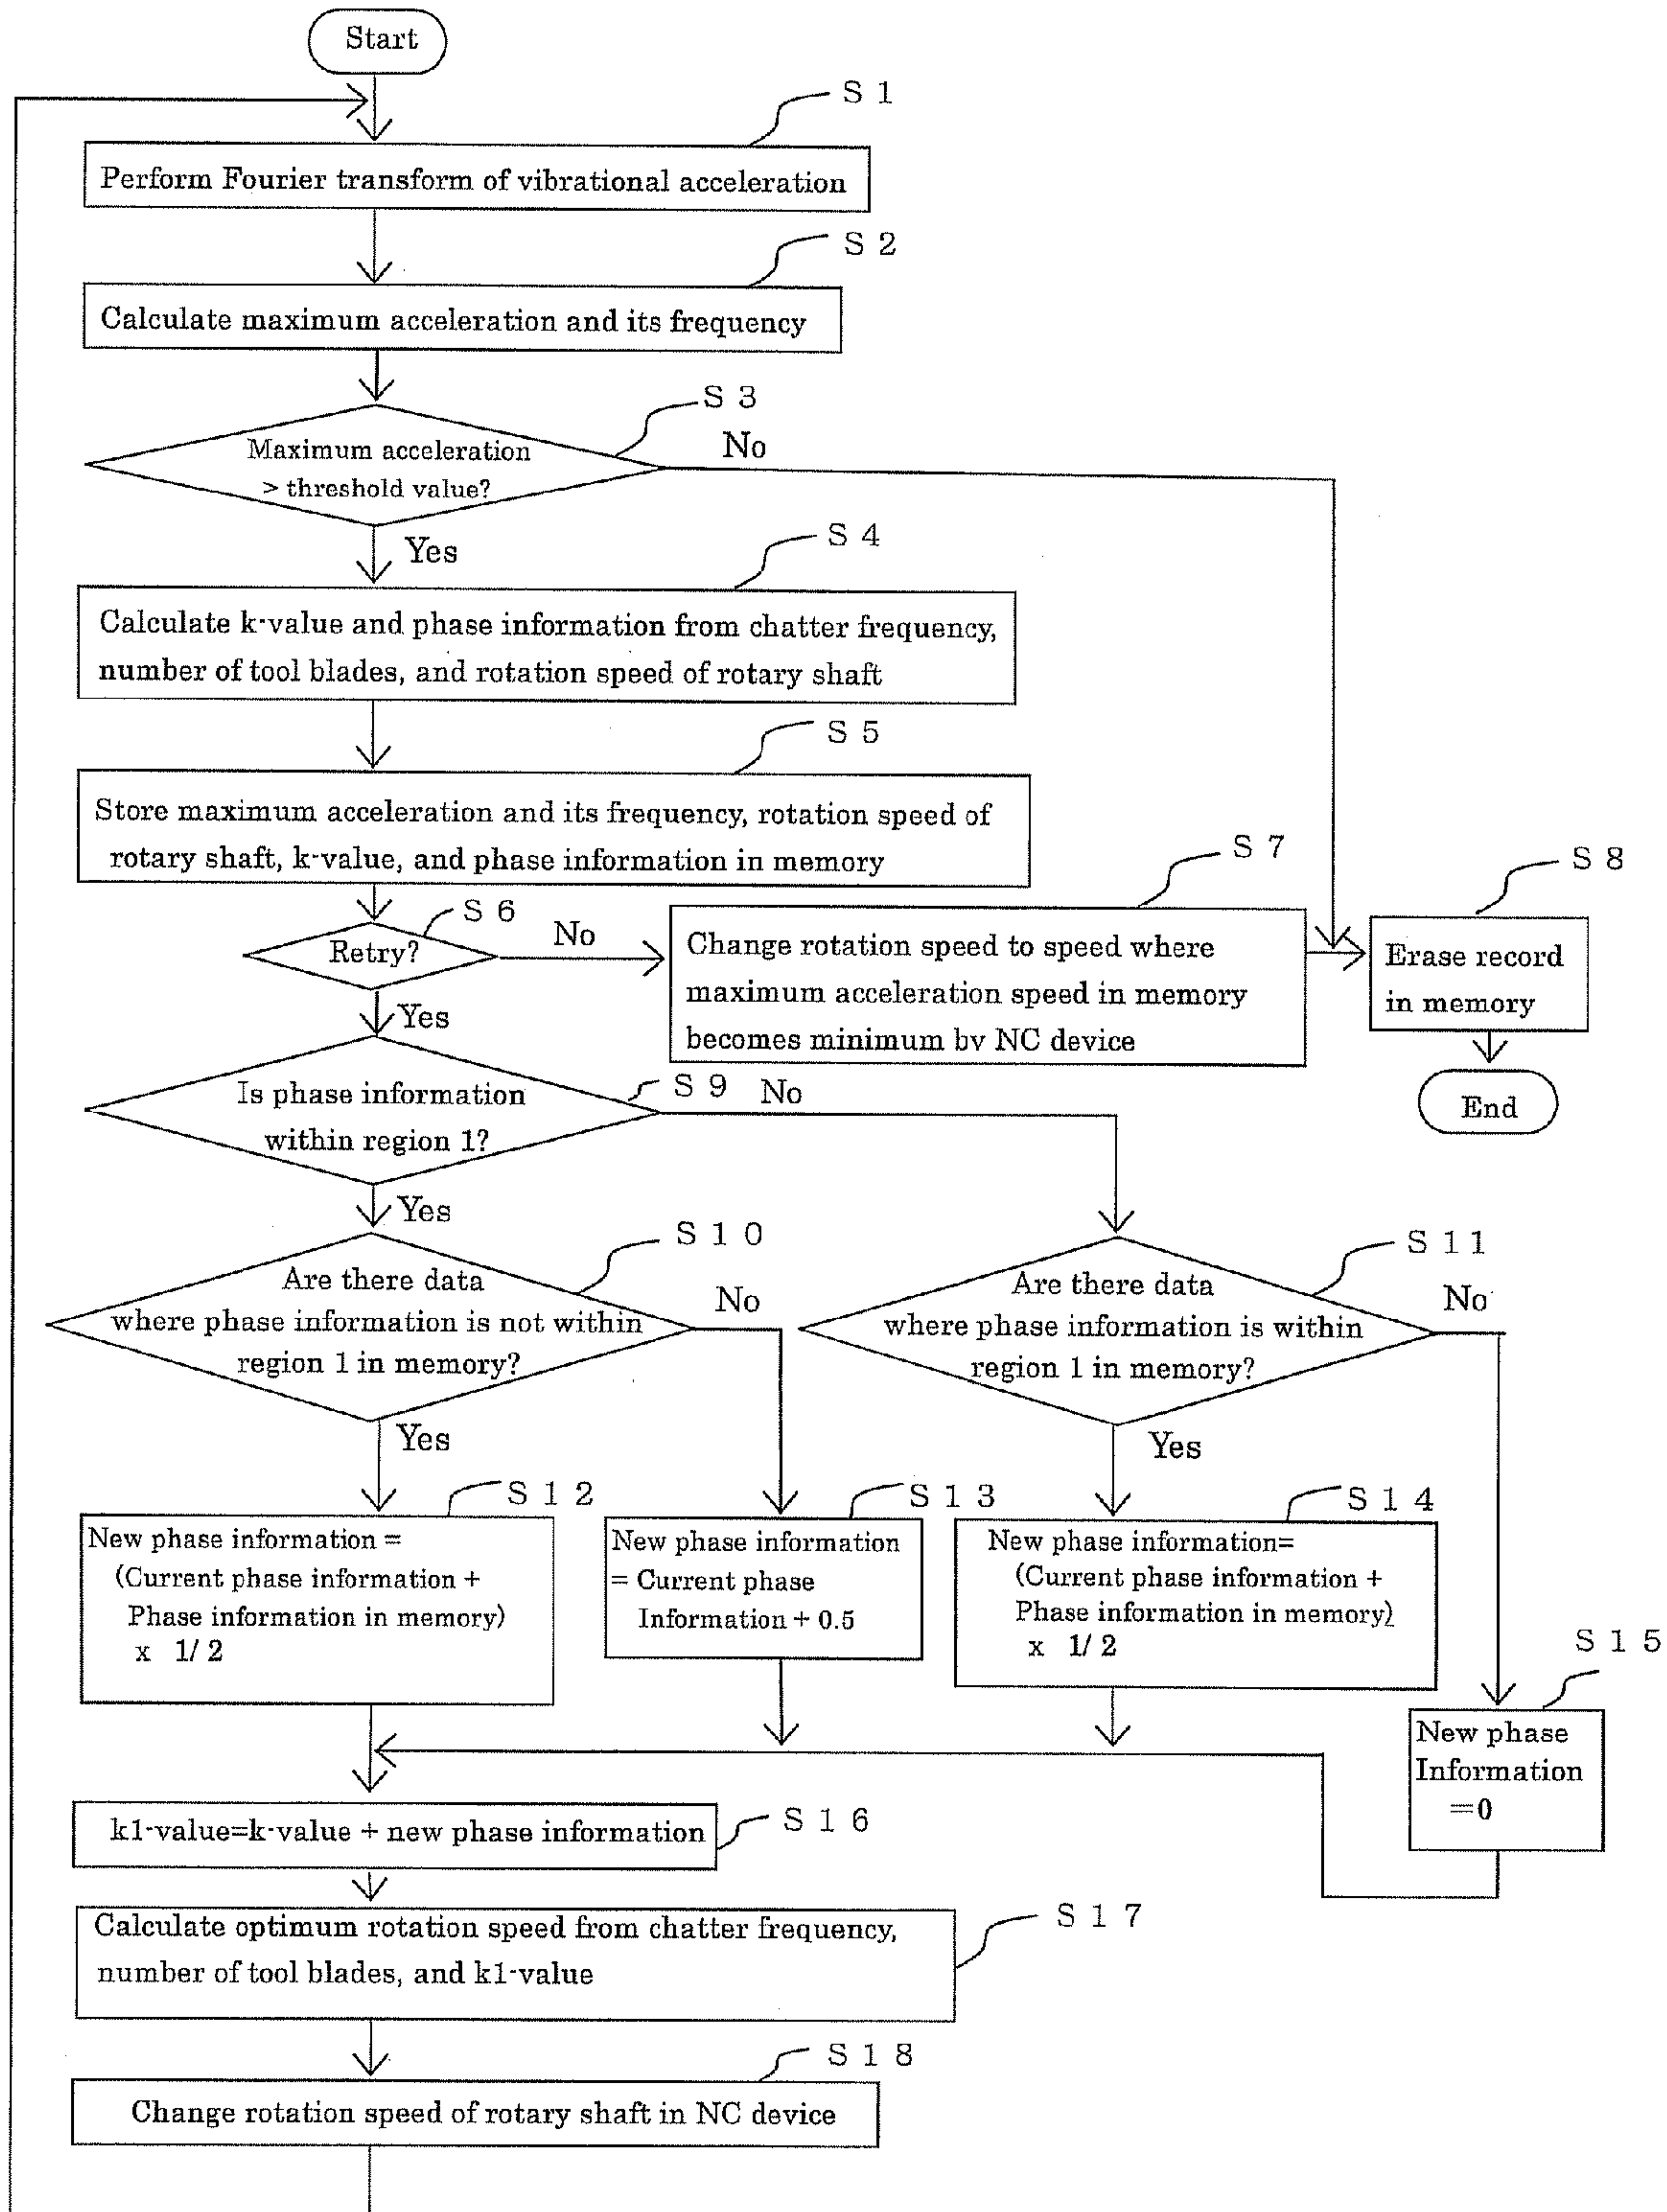 Start
S 1
Perform Fourier transform of vibrational acceleration
S 2
Calculate maximum acceleration and its frequency
S 3
Maximum acceleration
> threshold value?
No
Yes
S 4
Calculate k-value and phase information from chatter frequency,
number of tool blades, and rotation speed of rotary shaft
S 5
Store maximum acceleration and its frequency, rotation speed of
rotary shaft, k-value, and phase information in memory
S 6
Retry?
No
Yes
S 7
Change rotation speed to speed where
maximum acceleration speed in memory
becomes minimum by NC device
S 8
Erase record
in memory
End
S 9
Is phase information
within region 1?
No
Yes
S 1 0
Are there data
where phase information is not within
region 1 in memory?
No
Yes
S 1 1
Are there data
where phase information is within
region 1 in memory?
No
Yes
S 1 2
New phase information =
(Current phase information +
Phase information in memory)
x 1/ 2
S 1 3
New phase information
= Current phase
Information + 0.5
S 1 4
New phase information=
(Current phase information +
Phase information in memory)
x 1/ 2
S 1 5
New phase
Information
=0
k1-value=k-value + new phase information
S 1 6
S 1 7
Calculate optimum rotation speed from chatter frequency,
number of tool blades, and k1-value
S 1 8
Change rotation speed of rotary shaft in NC device